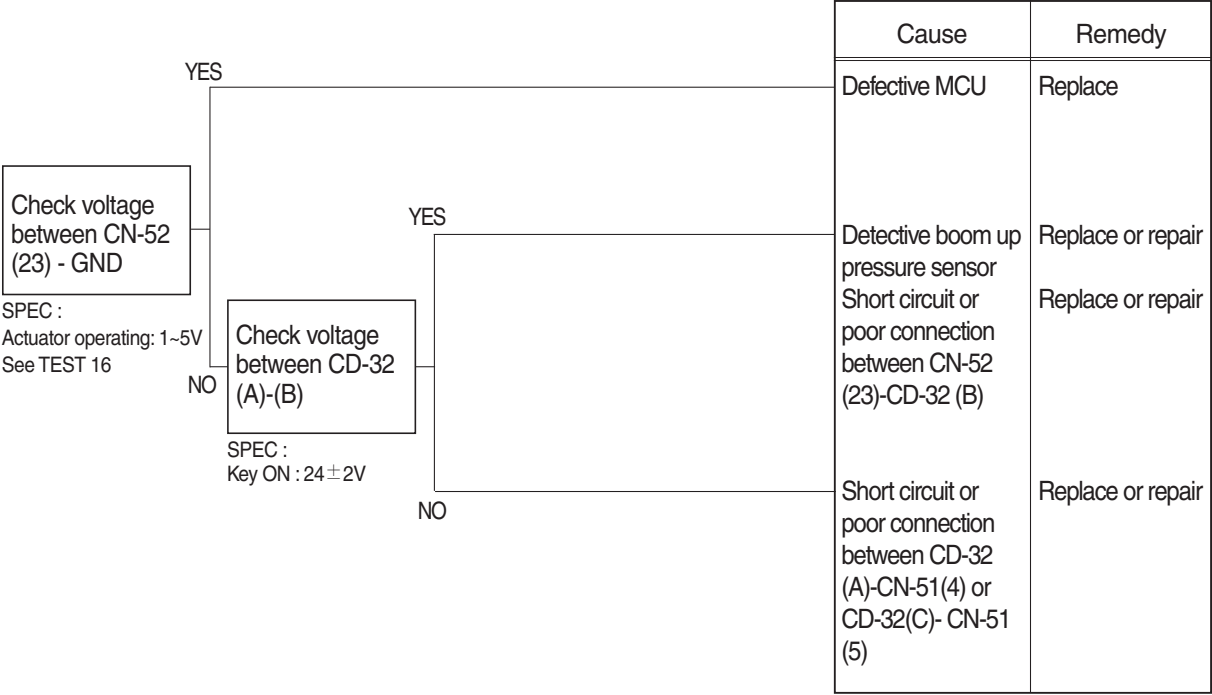 Cause
Remedy
YES
Defective MCU
Replace
Check voltage
between CN-52
(23) - GND
SPEC :
Actuator operating: 1~5V
See TEST 16
NO
YES
Detective boom up
pressure sensor
Replace or repair
Short circuit or
poor connection
between CN-52
(23)-CD-32 (B)
Replace or repair
Check voltage
between CD-32
(A)-(B)
SPEC :
Key ON : 24±2V
NO
Short circuit or
poor connection
between CD-32
(A)-CN-51(4) or
CD-32(C)- CN-51
(5)
Replace or repair